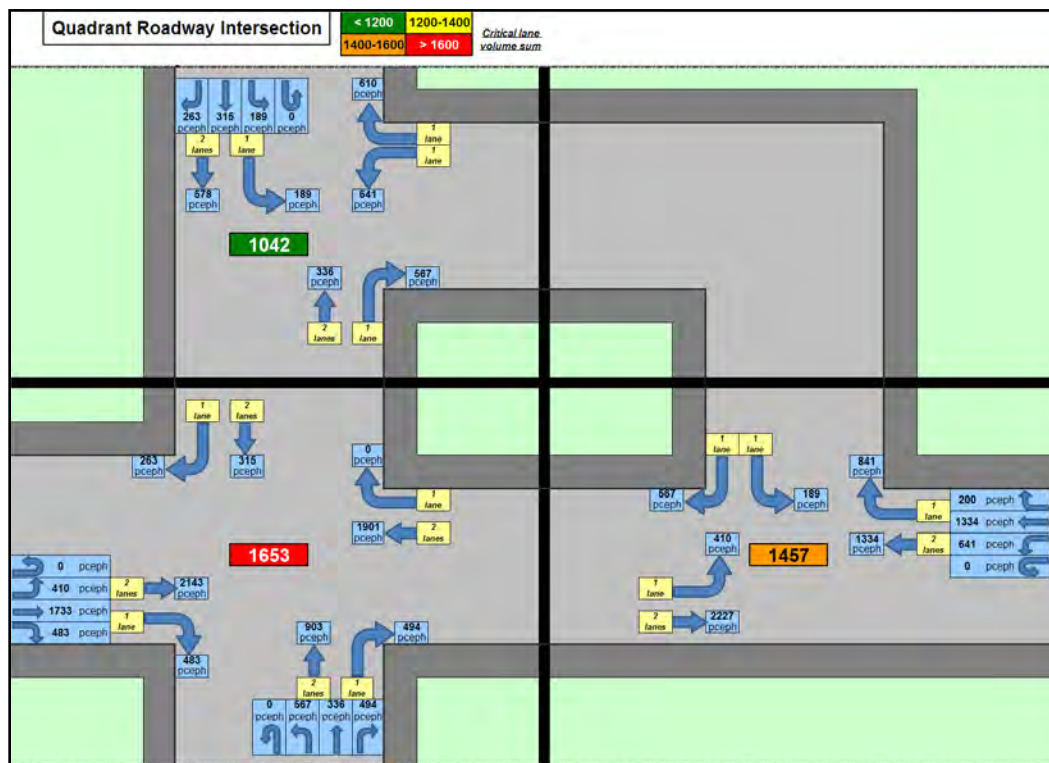 Quadrant Roadway Intersection
< 1200 1200-1400
1400-1600 > 1600
Critical lane
volume sum
263 315 189 0
pceph pceph pceph pceph
2
lanes
1
lane
578
pceph
189
pceph
610
pceph
1
lane
1
lane
641
pceph
1042
336
pceph
567
pceph
2
lanes
1
lane
1
lane
2
lanes
263
pceph
315
pceph
0
pceph
1
lane
1901
pceph
2
lanes
1653
0 pceph
410 pceph
1733 pceph
483 pceph
2
lanes
2143
pceph
1
lane
483
pceph
903
pceph
494
pceph
2
lanes
1
lane
0 567 336 494
pceph pceph pceph pceph
1
lane
1
lane
567
pceph
189
pceph
841
pceph
1
lane
1334
pceph
2
lanes
200 pceph
1334 pceph
641 pceph
0 pceph
410
pceph
1457
1
lane
2
lanes
2227
pceph